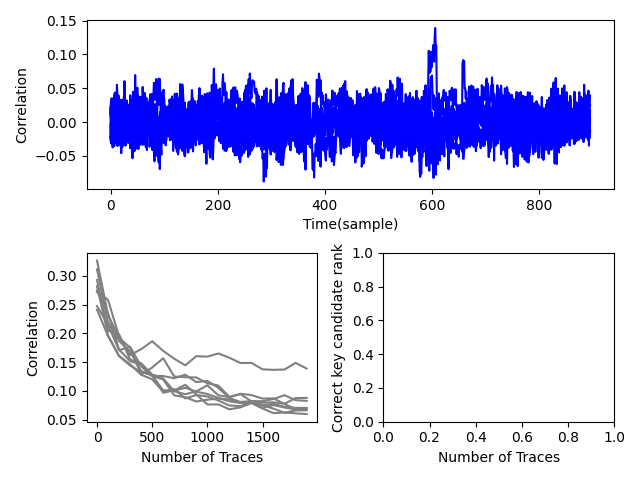 0.15
0.10
0.05
0.00
−0.05
Correlation
0 200 400 600 800
Time(sample)
0.30
0.25
0.20
0.15
0.10
0.05
Correlation
0 500 1000 1500
Number of Traces
1.0
0.8
0.6
0.4
0.2
0.0
Correct key candidate rank
0.0 0.2 0.4 0.6 0.8 1.0
Number of Traces